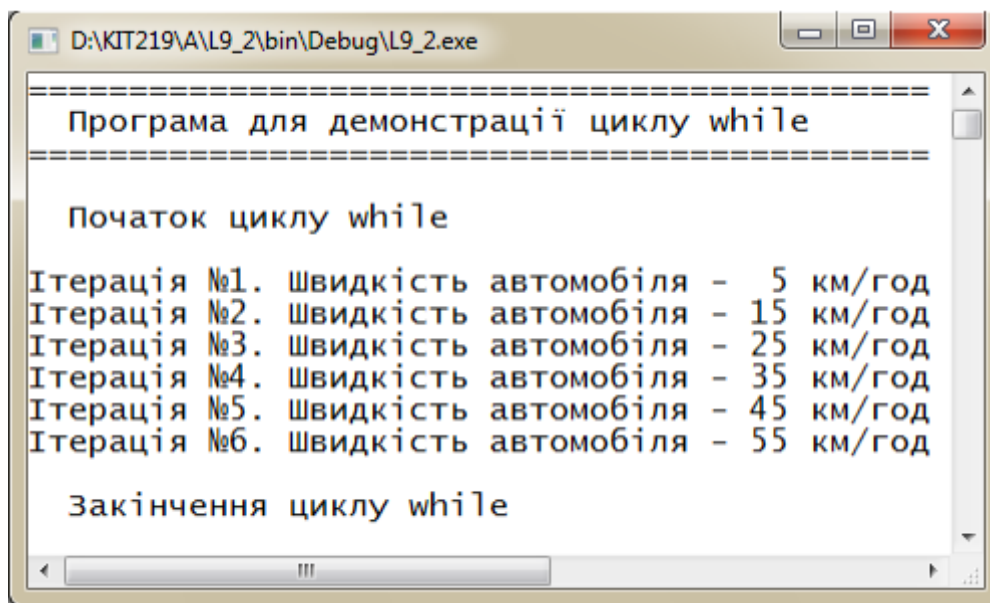 D:\KIT219\A\L9_2\bin\Debug\L9_2.exe
=============================================
Програма для демонстрації циклу while
=============================================
Початок циклу while
Ітерація №1. Швидкість автомобіля -  5 км/год
Ітерація №2. Швидкість автомобіля - 15 км/год
Ітерація №3. Швидкість автомобіля - 25 км/год
Ітерація №4. Швидкість автомобіля - 35 км/год
Ітерація №5. Швидкість автомобіля - 45 км/год
Ітерація №6. Швидкість автомобіля - 55 км/год
Закінчення циклу while